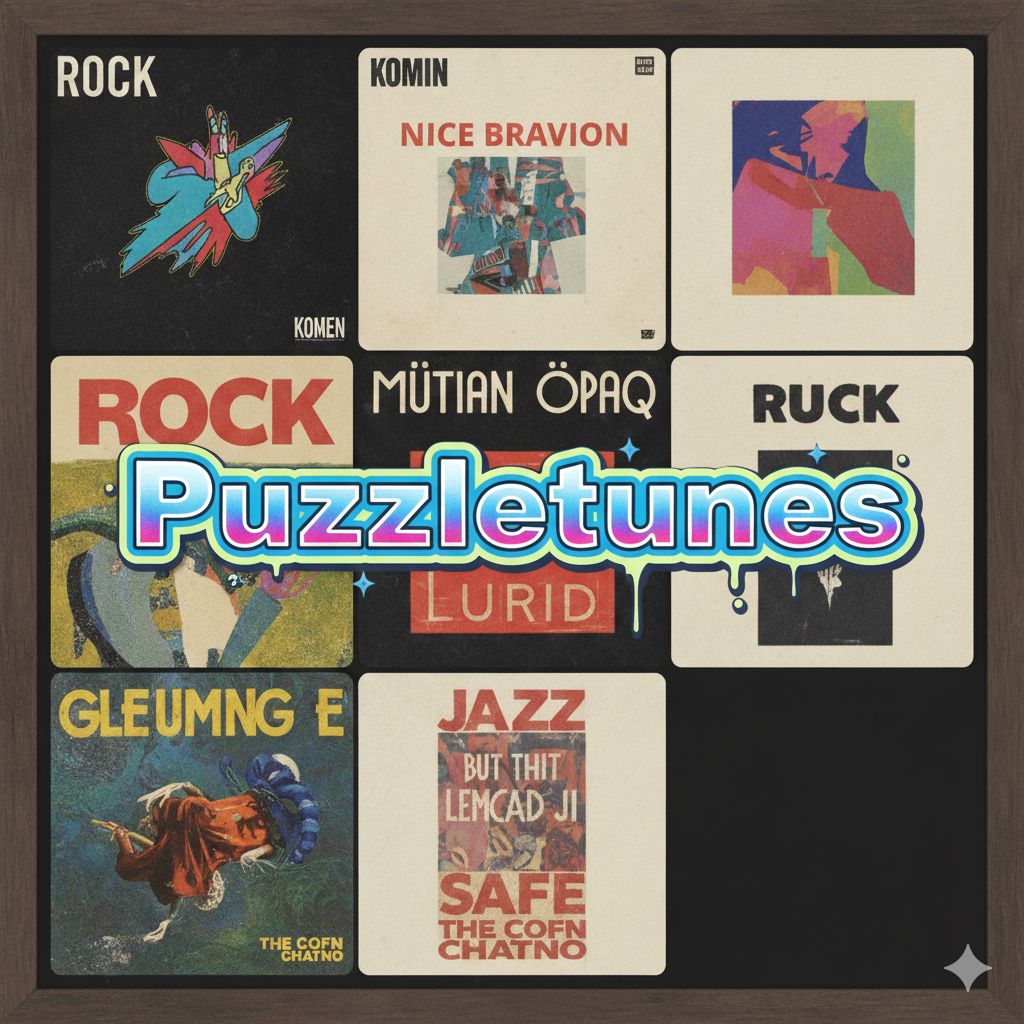 ROCK
KOMEN
KOMIN
NICE BRAVION
ROCK
MÜTIAN ÖPAQ
LURID
RUCK
Puzzletunes
GLEUMNG E
THE COFN
CHATNO
JAZZ
BUT THIT
LEMCAD JI
SAFE
THE COFN
CHATNO